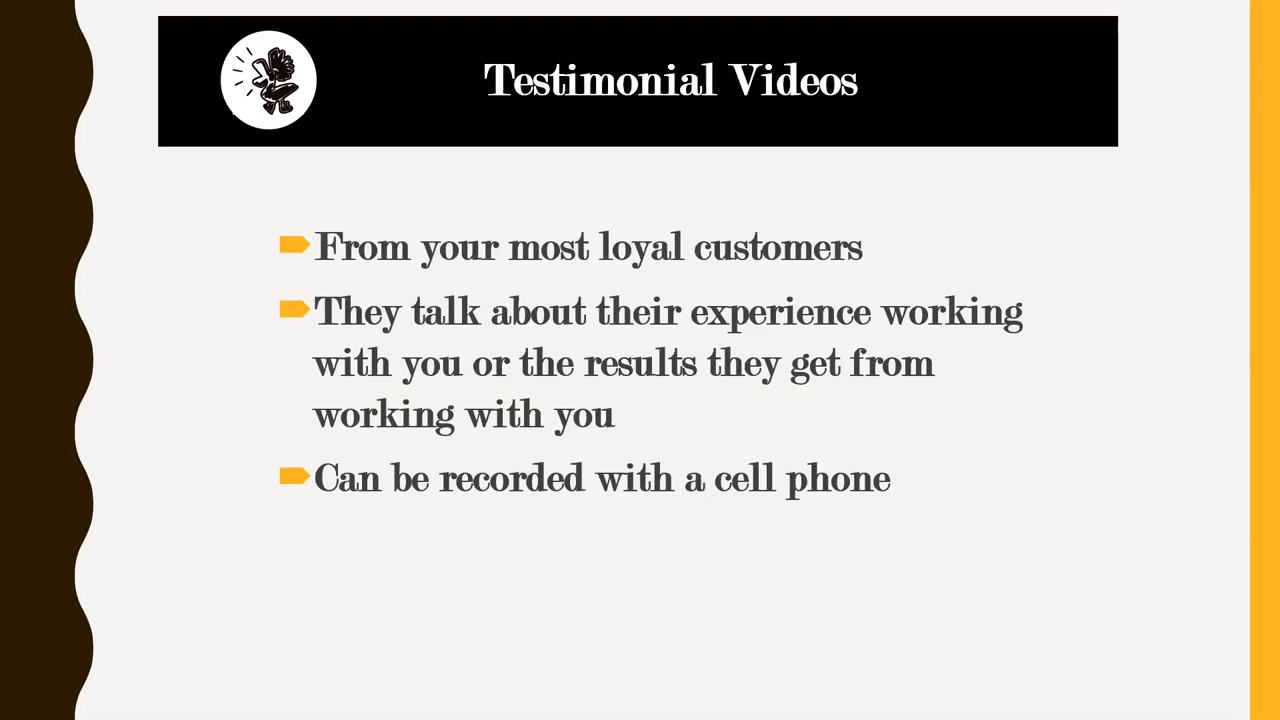 Testimonial Videos
From your most loyal customers
They talk about their experience working
with you or the results they get from
working with you
Can be recorded with a cell phone